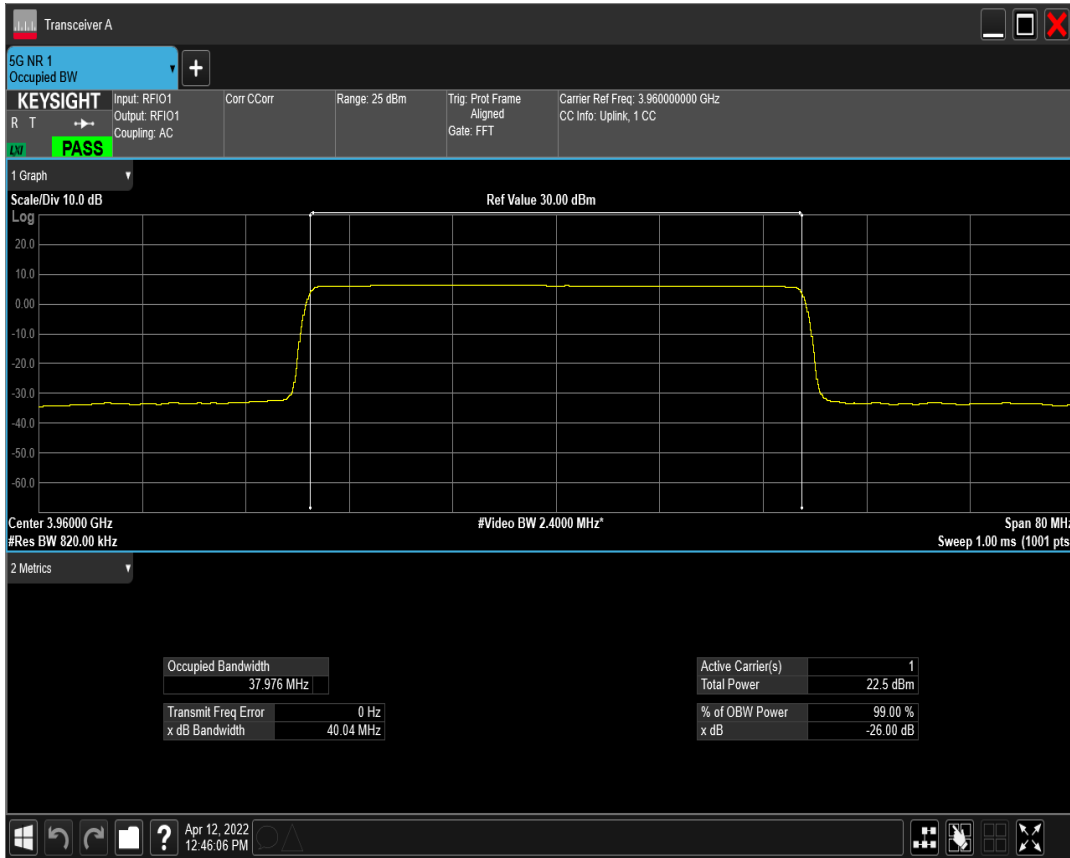 Transceiver A
5G NR 1
Occupied BW
+
KEYSIGHT
R T
LXI
PASS
Input: RFIO1
Output: RFIO1
Coupling: AC
Corr CCorr
Range: 25 dBm
Trig: Prot Frame
Aligned
Gate: FFT
Carrier Ref Freq: 3.960000000 GHz
CC Info: Uplink, 1 CC
1 Graph
Scale/Div 10.0 dB
Ref Value 30.00 dBm
Log
20.0
10.0
0.00
-10.0
-20.0
-30.0
-40.0
-50.0
-60.0
Center 3.96000 GHz
#Video BW 2.4000 MHz*
Span 80 MHz
#Res BW 820.00 kHz
Sweep 1.00 ms (1001 pts
2 Metrics
Occupied Bandwidth
37.976 MHz
Transmit Freq Error 0 Hz
x dB Bandwidth 40.04 MHz
Active Carrier(s) 1
Total Power 22.5 dBm
% of OBW Power 99.00 %
x dB -26.00 dB
?
Apr 12, 2022
12:46:06 PM